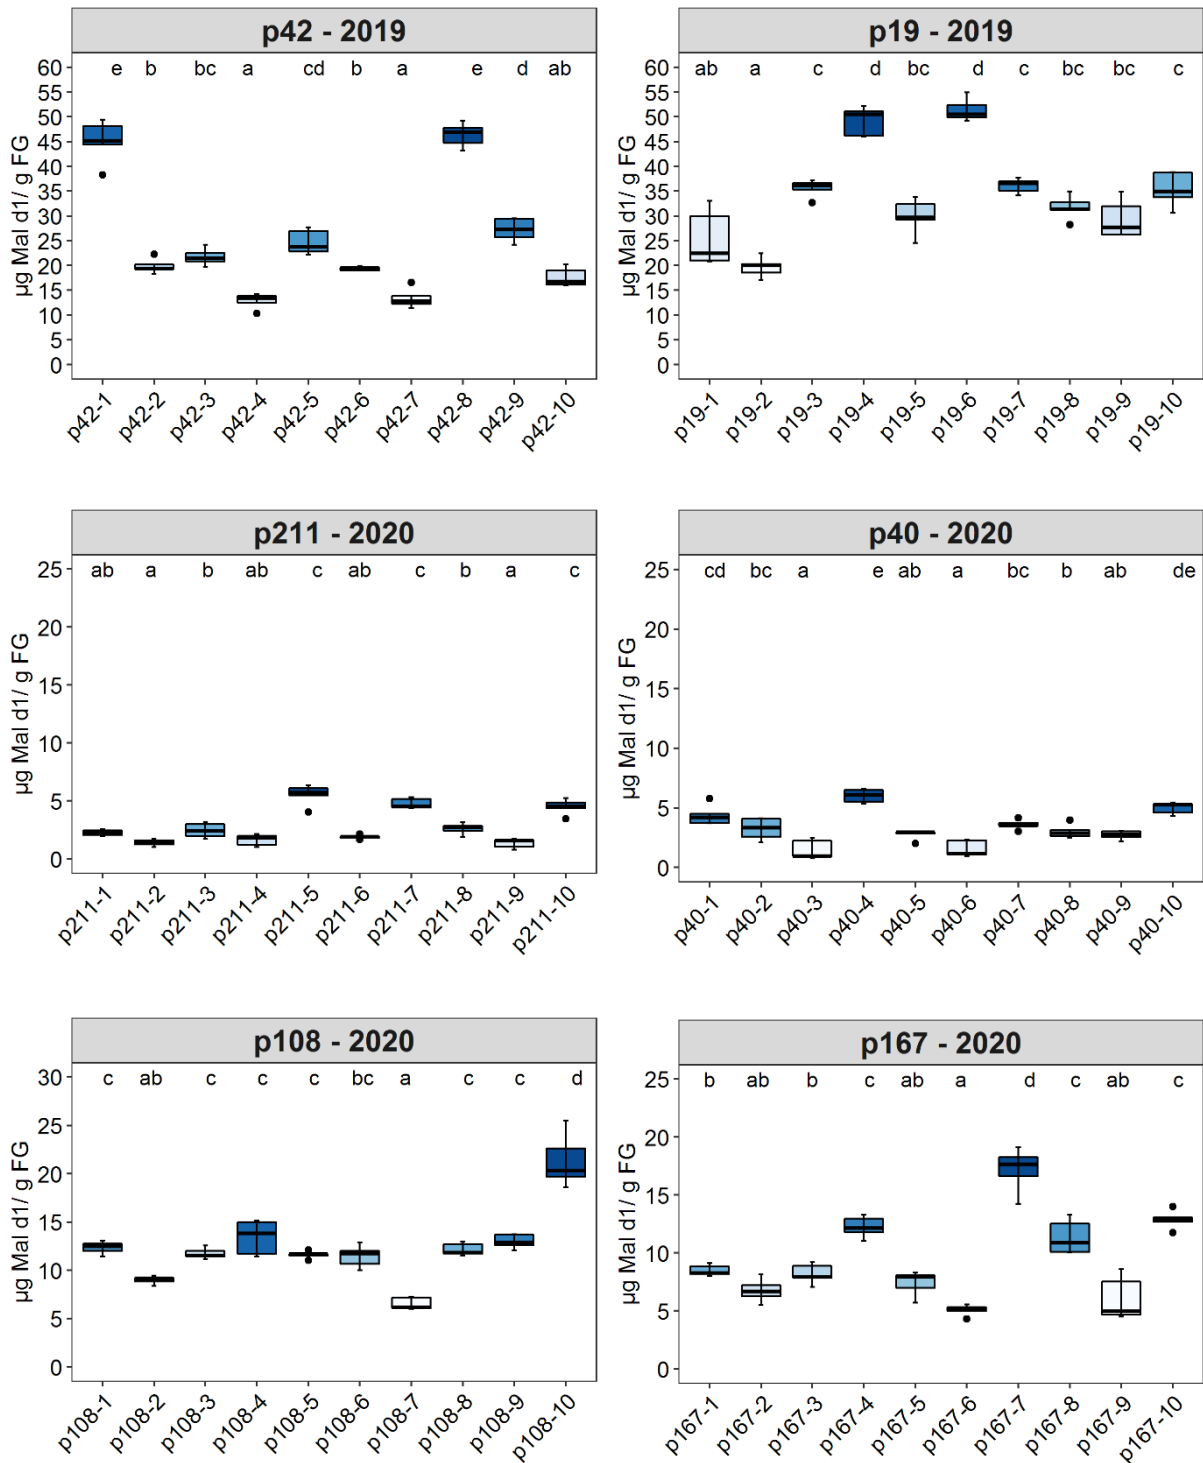 p42 - 2019
e b bc a cd b a e d ab
60
55
50
45
40
35
30
25
20
15
10
5
0
µg Mal d1/ g FG
p42-1 p42-2 p42-3 p42-4 p42-5 p42-6 p42-7 p42-8 p42-9 p42-10
p19 - 2019
ab a c d bc d c bc bc c
60
55
50
45
40
35
30
25
20
15
10
5
0
µg Mal d1/ g FG
p19-1 p19-2 p19-3 p19-4 p19-5 p19-6 p19-7 p19-8 p19-9 p19-10
p211 - 2020
ab a b ab c ab c b a c
25
20
15
10
5
0
µg Mal d1/ g FG
p211-1 p211-2 p211-3 p211-4 p211-5 p211-6 p211-7 p211-8 p211-9 p211-10
p40 - 2020
cd bc a e ab a bc b ab de
25
20
15
10
5
0
µg Mal d1/ g FG
p40-1 p40-2 p40-3 p40-4 p40-5 p40-6 p40-7 p40-8 p40-9 p40-10
p108 - 2020
c ab c c c bc a c c d
30
25
20
15
10
5
0
µg Mal d1/ g FG
p108-1 p108-2 p108-3 p108-4 p108-5 p108-6 p108-7 p108-8 p108-9 p108-10
p167 - 2020
b ab b c ab a d c ab c
25
20
15
10
5
0
µg Mal d1/ g FG
p167-1 p167-2 p167-3 p167-4 p167-5 p167-6 p167-7 p167-8 p167-9 p167-10